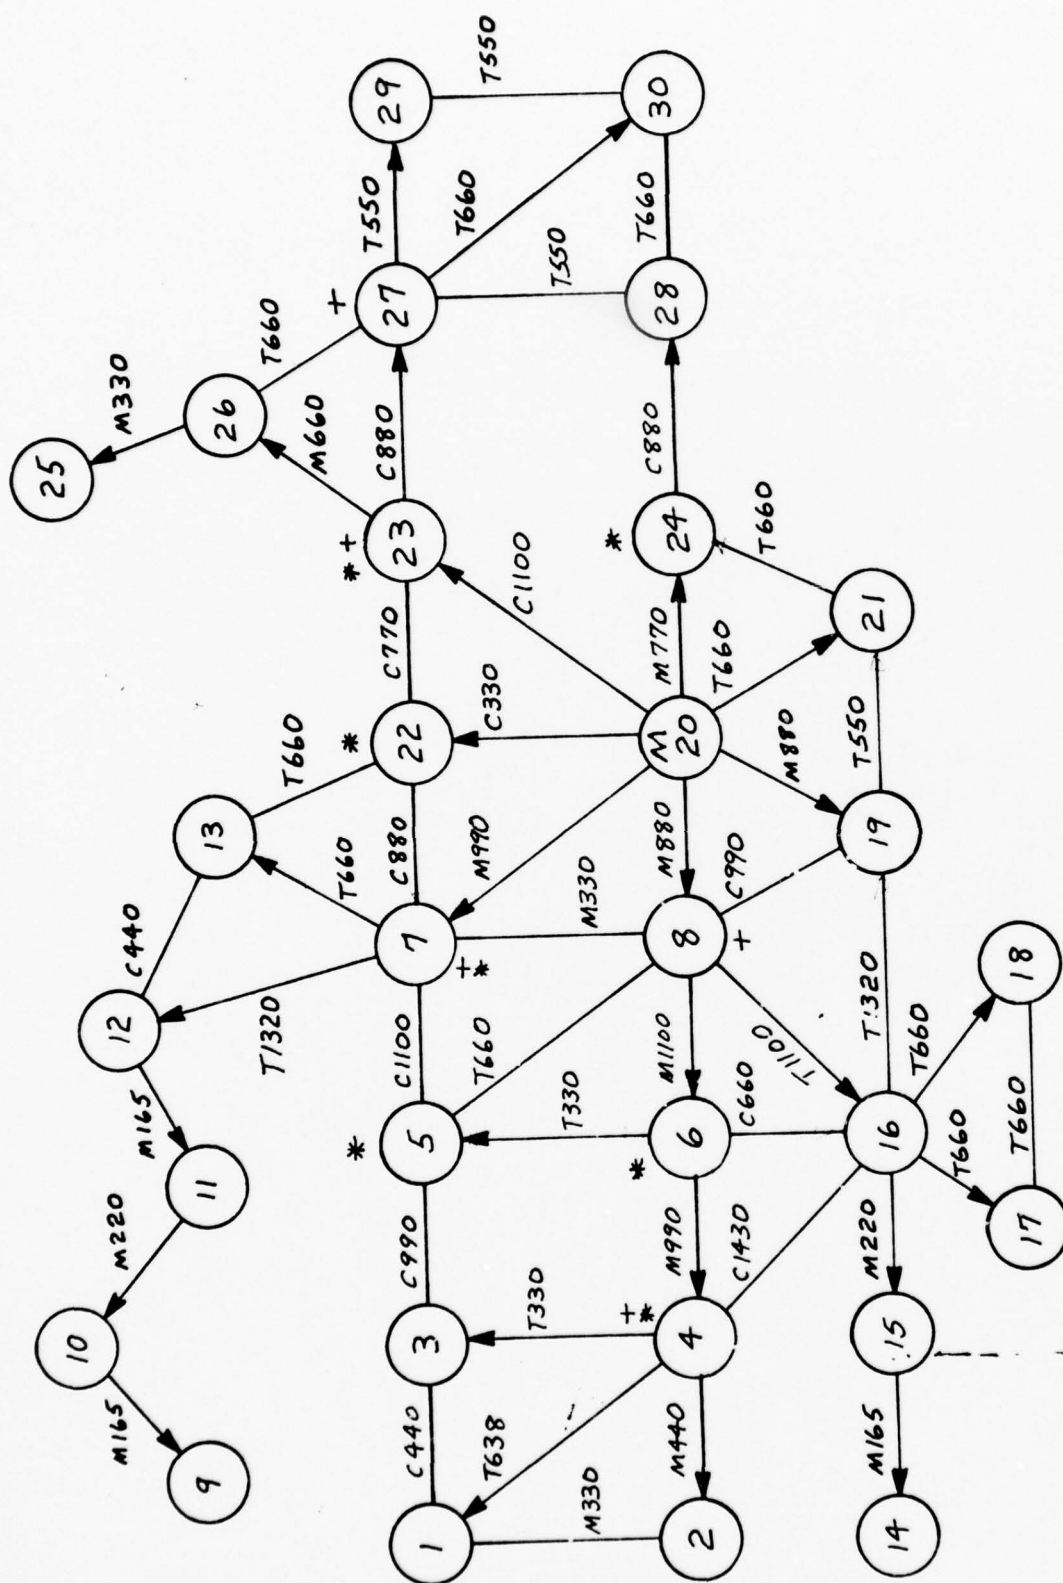 25
M330
26
T660
M660
29
T550
T550
27
+
C880
23
* +
T660
T550
30
T660
28
C880
24
*
C770
C1100
M770
T660
T660
21
22
*
C330
M
20
M880
T550
19
13
T660
T660
C880
M990
M880
C990
7
+
*
M330
8
+
C440
12
T1320
C1100
T660
M1100
T1100
T1320
18
T660
M165
11
5
*
T330
6
*
C660
16
T660
T660
17
M220
10
C990
M990
C1430
M220
3
T330
4
+
*
15
M165
9
C440
T638
M440
M165
1
M330
2
14